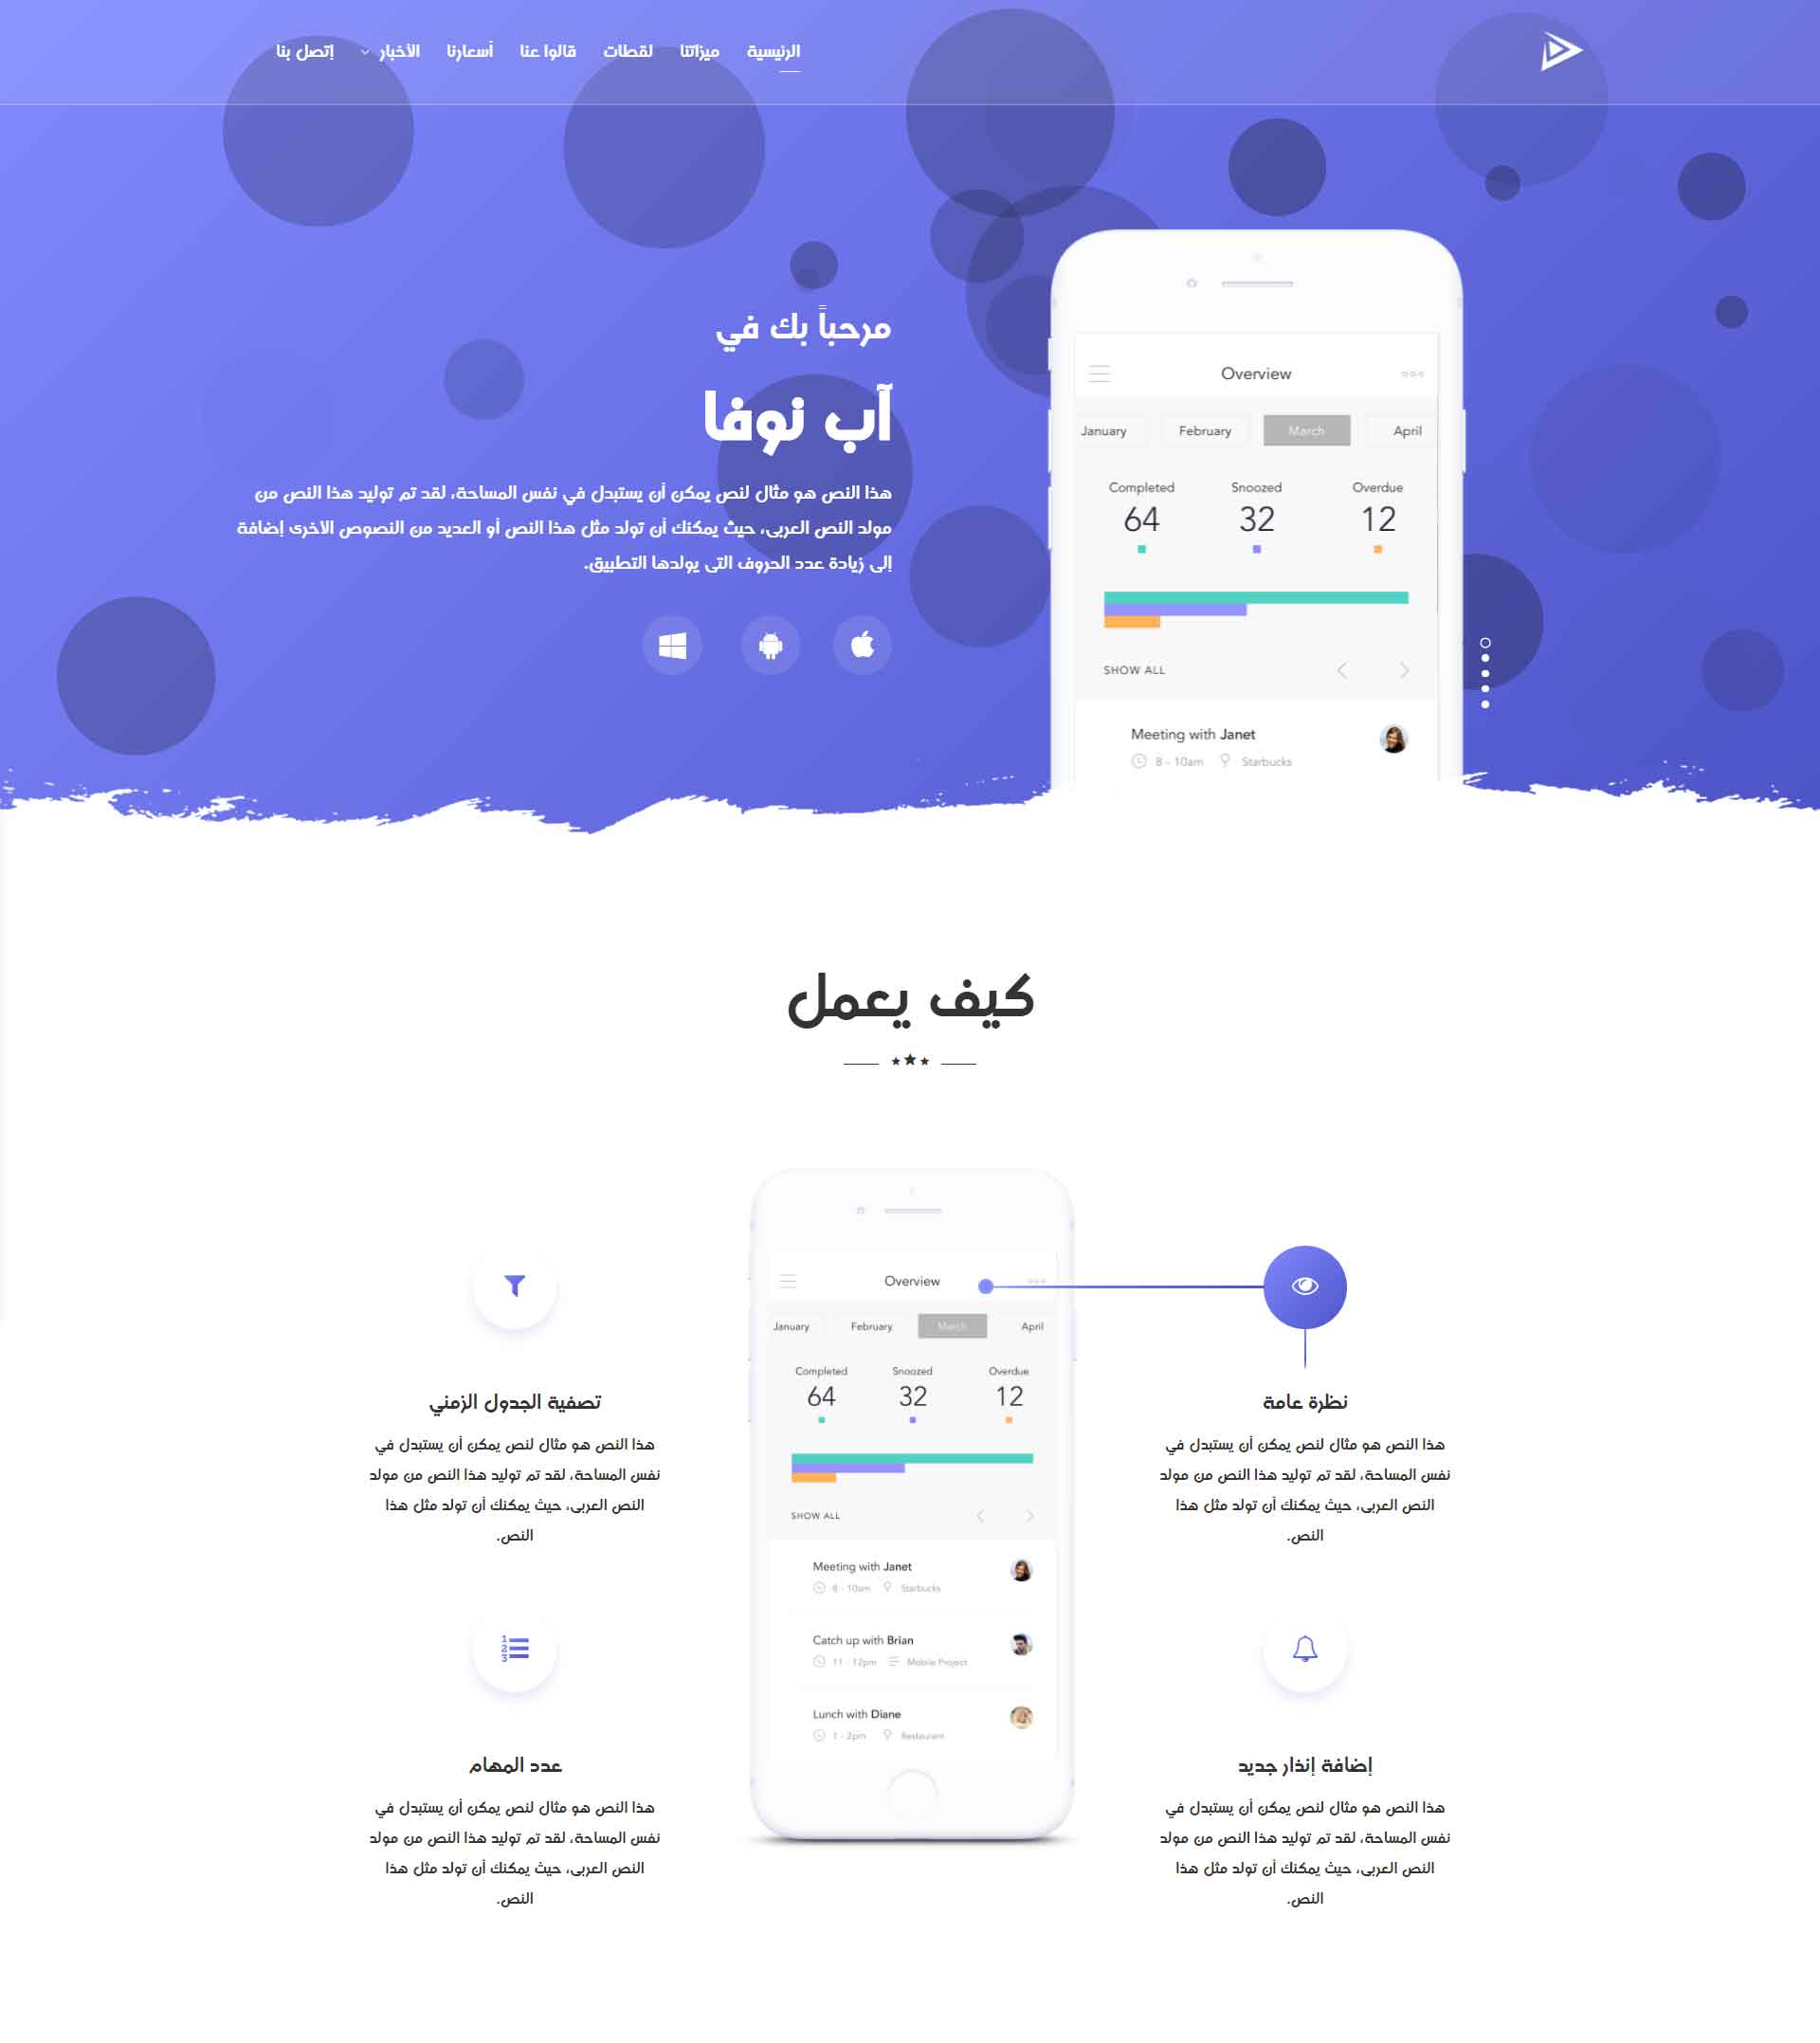 الرئيسية
ميزاتنا
لقطات
قالوا عنا
أسعارنا
الأخبار
إتصل بنا
مرحباً بك في
آب نوفا
هذا النص هو مثال لنص يمكن أن يستبدل في نفس المساحة، لقد تم توليد هذا النص من
مولد النص العربى، حيث يمكنك أن تولد مثل هذا النص أو العديد من النصوص الأخرى إضافة
إلى زيادة عدد الحروف التى يولدها التطبيق.
Overview
January February March April
Completed Snoozed Overdue
64 32 12
SHOW ALL
Meeting with Janet
8 - 10am Starbucks
كيف يعمل
نظرة عامة
هذا النص هو مثال لنص يمكن أن يستبدل في
نفس المساحة، لقد تم توليد هذا النص من مولد
النص العربى، حيث يمكنك أن تولد مثل هذا
النص.
إضافة إنذار جديد
هذا النص هو مثال لنص يمكن أن يستبدل في
نفس المساحة، لقد تم توليد هذا النص من مولد
النص العربى، حيث يمكنك أن تولد مثل هذا
النص.
Overview
January February March April
Completed Snoozed Overdue
64 32 12
SHOW ALL
Meeting with Janet
8 - 10am Starbucks
Catch up with Brian
11 - 12pm Mobile Project
Lunch with Diane
1 - 2pm Restaurant
تصفية الجدول الزمني
هذا النص هو مثال لنص يمكن أن يستبدل في
نفس المساحة، لقد تم توليد هذا النص من مولد
النص العربى، حيث يمكنك أن تولد مثل هذا
النص.
عدد المهام
هذا النص هو مثال لنص يمكن أن يستبدل في
نفس المساحة، لقد تم توليد هذا النص من مولد
النص العربى، حيث يمكنك أن تولد مثل هذا
النص.